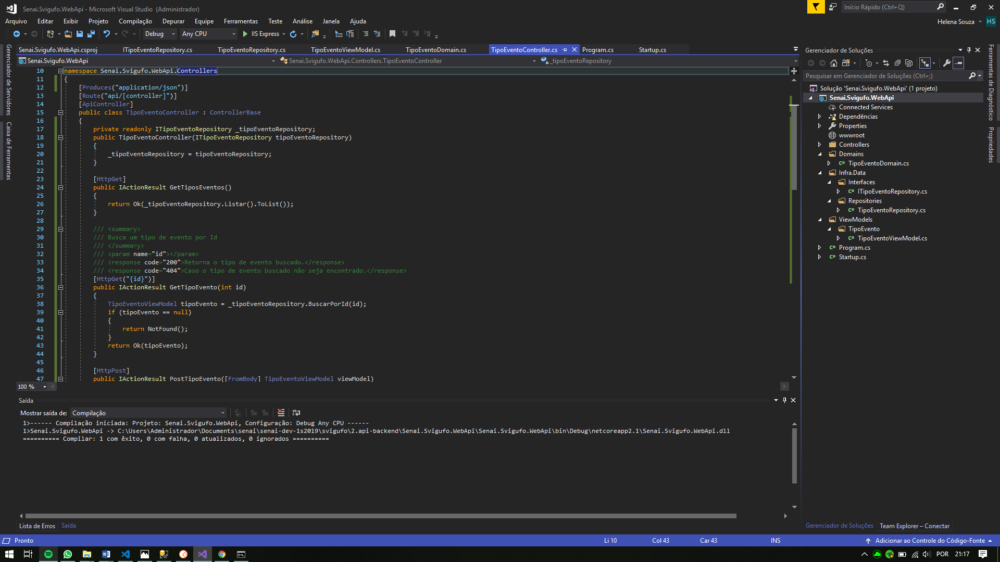 Senai.Svigufo.WebApi - Microsoft Visual Studio (Administrador)
Início Rápido (Ctrl+Q)
Arquivo Editar Exibir Projeto Compilação Depurar Equipe Ferramentas Teste Análise Janela Ajuda
Helena Souza HS
Debug Any CPU IIS Express
Gerenciador de Servidores
Caixa de Ferramentas
Senai.Svigufo.WebApi.csproj ITipoEventoRepository.cs TipoEventoRepository.cs TipoEventoViewModel.cs TipoEventoDomain.cs TipoEventoController.cs Program.cs Startup.cs
Senai.Svigufo.WebApi Senai.Svigufo.WebApi.Controllers.TipoEventoController _tipoEventoRepository
10 namespace Senai.Svigufo.WebApi.Controllers
11 {
12 [Produces("application/json")]
13 [Route("api/[controller]")]
14 [ApiController]
15 public class TipoEventoController : ControllerBase
16 {
17 private readonly ITipoEventoRepository _tipoEventoRepository;
18 public TipoEventoController(ITipoEventoRepository tipoEventoRepository)
19 {
20 _tipoEventoRepository = tipoEventoRepository;
21 }
22
23 [HttpGet]
24 public IActionResult GetTiposEventos()
25 {
26 return Ok(_tipoEventoRepository.Listar().ToList());
27 }
28
29 /// <summary>
30 /// Busca um tipo de evento por Id
31 /// </summary>
32 /// <param name="id"></param>
33 /// <response code="200">Retorna o tipo de evento buscado.</response>
34 /// <response code="404">Caso o tipo de evento buscado não seja encontrado.</response>
35 [HttpGet("{id}")]
36 public IActionResult GetTipoEvento(int id)
37 {
38 TipoEventoViewModel tipoEvento = _tipoEventoRepository.BuscarPorId(id);
39 if (tipoEvento == null)
40 {
41 return NotFound();
42 }
43 return Ok(tipoEvento);
44 }
45
46 [HttpPost]
47 public IActionResult PostTipoEvento([FromBody] TipoEventoViewModel viewModel)
100 %
Saída
Mostrar saída de: Compilação
1>------ Compilação iniciada: Projeto: Senai.Svigufo.WebApi, Configuração: Debug Any CPU ------
1>Senai.Svigufo.WebApi -> C:\Users\Administrador\Documents\senai\senai-dev-1s2019\svigufo\2.api-backend\Senai.Svigufo.WebApi\Senai.Svigufo.WebApi\bin\Debug\netcoreapp2.1\Senai.Svigufo.WebApi.dll
========== Compilar: 1 com êxito, 0 com falha, 0 atualizados, 0 ignorados ==========
Lista de Erros Saída
Gerenciador de Soluções
Pesquisar em Gerenciador de Soluções (Ctrl+;)
Solução 'Senai.Svigufo.WebApi' (1 projeto)
Senai.Svigufo.WebApi
Connected Services
Dependências
Properties
wwwroot
Controllers
Domains
C# TipoEventoDomain.cs
Infra.Data
Interfaces
C# ITipoEventoRepository.cs
Repositories
C# TipoEventoRepository.cs
ViewModels
TipoEvento
C# TipoEventoViewModel.cs
C# Program.cs
C# Startup.cs
Gerenciador de Soluções Team Explorer – Conectar
Ferramentas de Diagnóstico
Propriedades
Pronto Li 10 Col 43 Car 43 INS Adicionar ao Controle do Código-Fonte
POR 21:17